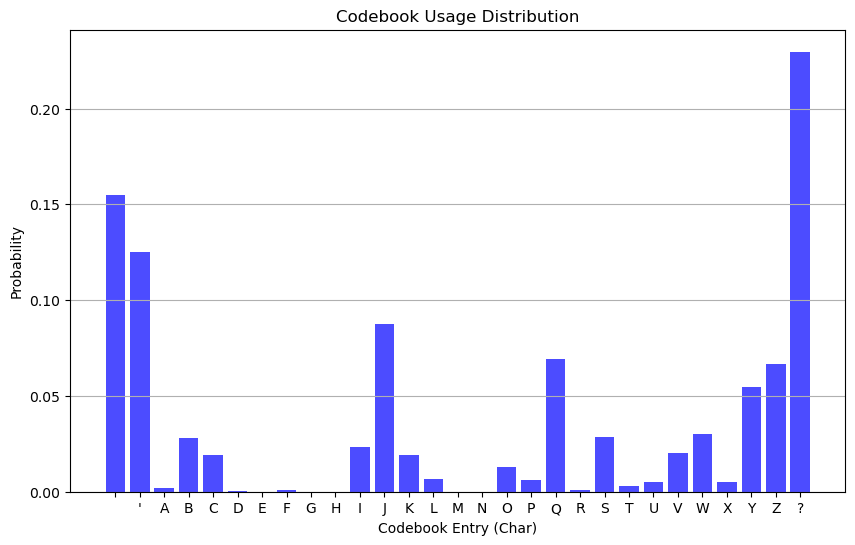 Codebook Usage Distribution
Probability
0.20
0.15
0.10
0.05
0.00
' A B C D E F G H I J K L M N O P Q R S T U V W X Y Z ?
Codebook Entry (Char)